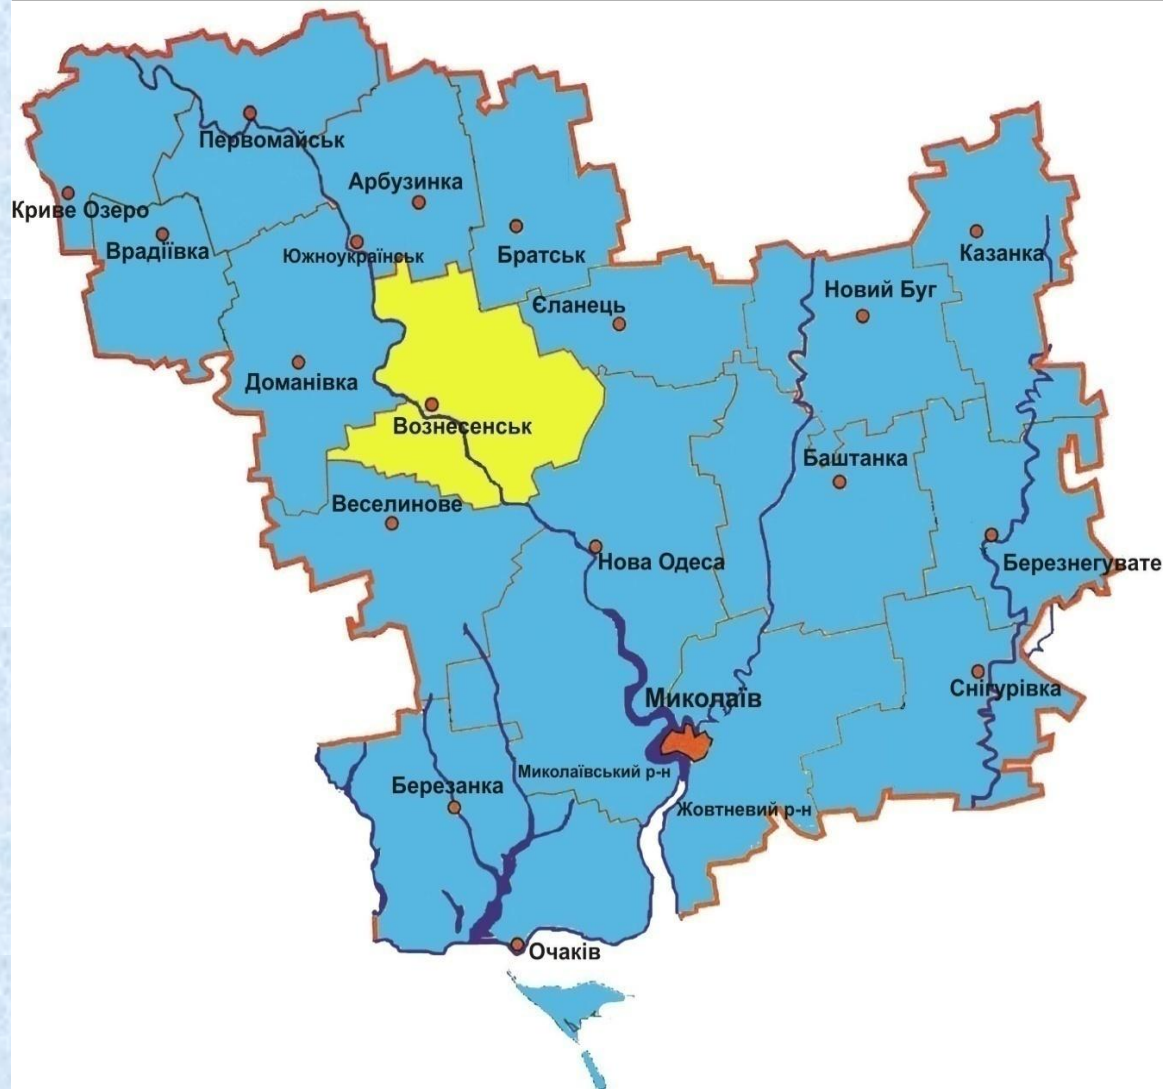 Первомайськ
Арбузинка
Криве Озеро
Врадіївка
Южноукраїнськ
Братськ
Казанка
Єланець
Новий Буг
Доманівка
Вознесенськ
Баштанка
Веселинове
Нова Одеса
Березнегувате
Снігурівка
Миколаїв
Миколаївський р-н
Березанка
Жовтневий р-н
Очаків